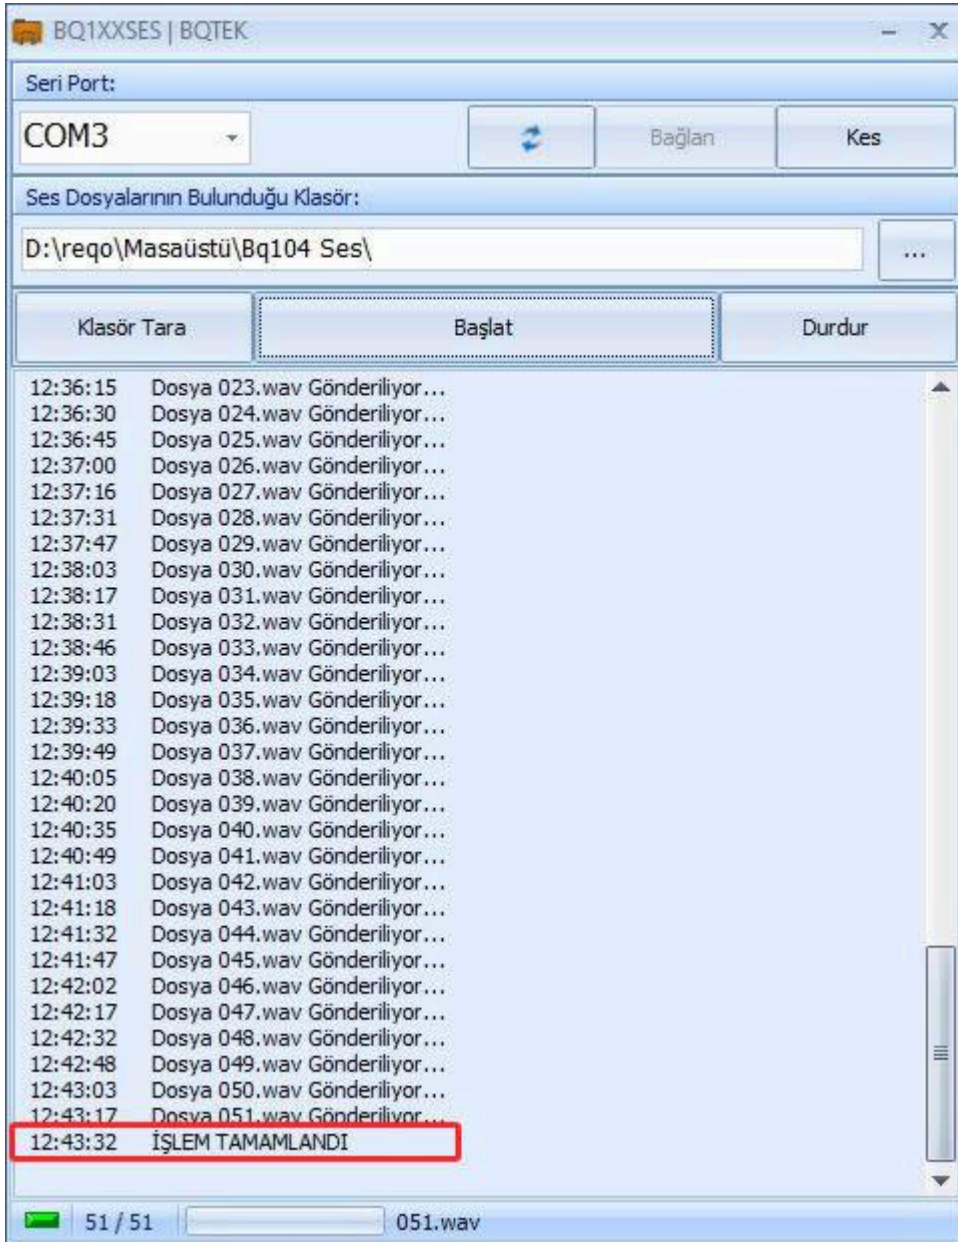 BQ1XXSES | BQTEK
Seri Port:
COM3
Bağlan
Kes
Ses Dosyalarının Bulunduğu Klasör:
D:\reqo\Masaüstü\Bq104 Ses\
...
Klasör Tara
Başlat
Durdur
12:36:15 Dosya 023.wav Gönderiliyor...
12:36:30 Dosya 024.wav Gönderiliyor...
12:36:45 Dosya 025.wav Gönderiliyor...
12:37:00 Dosya 026.wav Gönderiliyor...
12:37:16 Dosya 027.wav Gönderiliyor...
12:37:31 Dosya 028.wav Gönderiliyor...
12:37:47 Dosya 029.wav Gönderiliyor...
12:38:03 Dosya 030.wav Gönderiliyor...
12:38:17 Dosya 031.wav Gönderiliyor...
12:38:31 Dosya 032.wav Gönderiliyor...
12:38:46 Dosya 033.wav Gönderiliyor...
12:39:03 Dosya 034.wav Gönderiliyor...
12:39:18 Dosya 035.wav Gönderiliyor...
12:39:33 Dosya 036.wav Gönderiliyor...
12:39:49 Dosya 037.wav Gönderiliyor...
12:40:05 Dosya 038.wav Gönderiliyor...
12:40:20 Dosya 039.wav Gönderiliyor...
12:40:35 Dosya 040.wav Gönderiliyor...
12:40:49 Dosya 041.wav Gönderiliyor...
12:41:03 Dosya 042.wav Gönderiliyor...
12:41:18 Dosya 043.wav Gönderiliyor...
12:41:32 Dosya 044.wav Gönderiliyor...
12:41:47 Dosya 045.wav Gönderiliyor...
12:42:02 Dosya 046.wav Gönderiliyor...
12:42:17 Dosya 047.wav Gönderiliyor...
12:42:32 Dosya 048.wav Gönderiliyor...
12:42:48 Dosya 049.wav Gönderiliyor...
12:43:03 Dosya 050.wav Gönderiliyor...
12:43:17 Dosya 051.wav Gönderiliyor...
12:43:32 İŞLEM TAMAMLANDI
51 / 51 051.wav